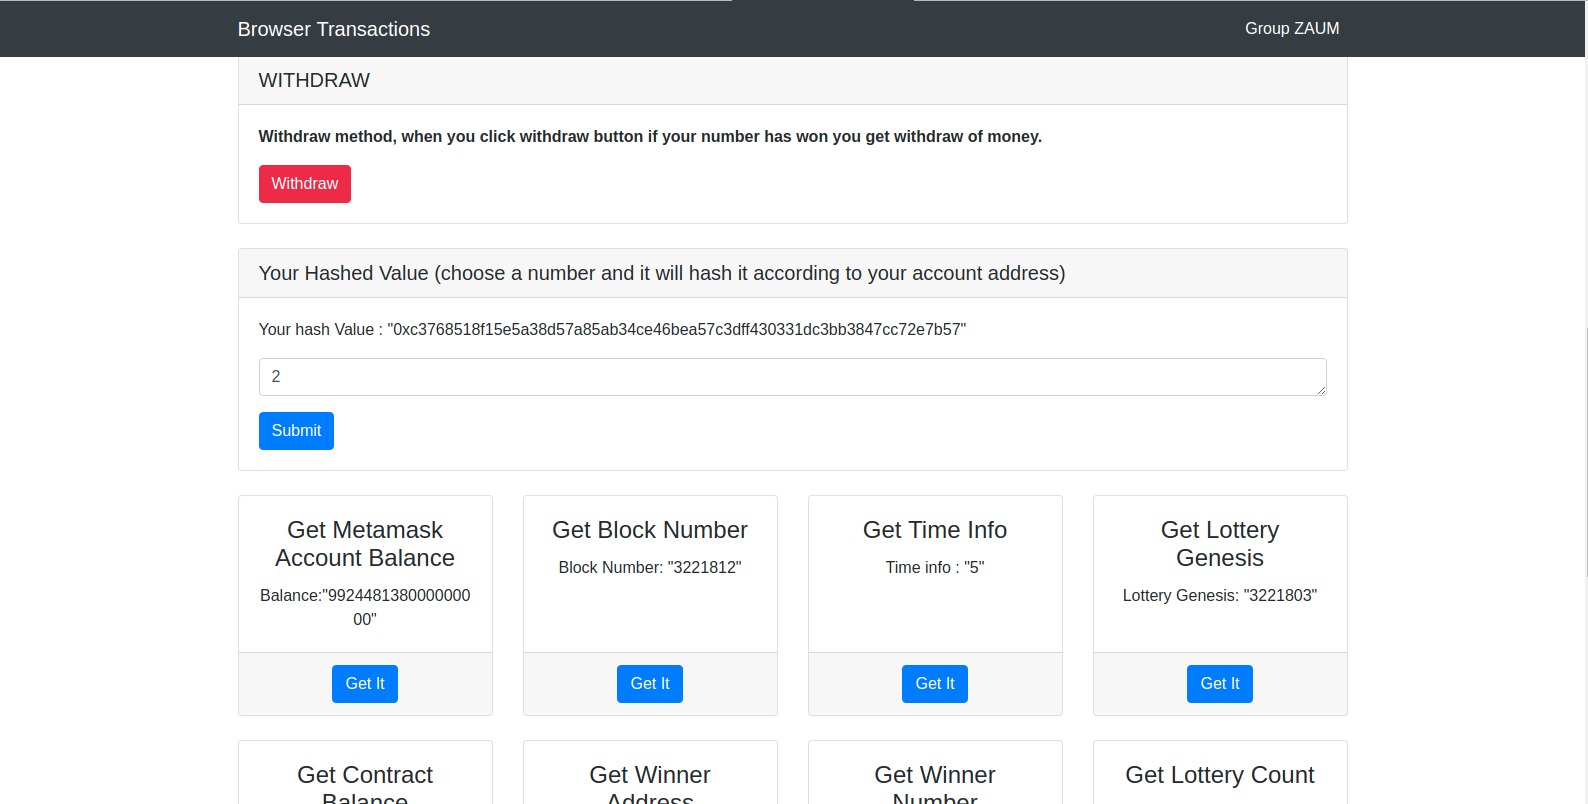 Browser Transactions
Group ZAUM
WITHDRAW
Withdraw method, when you click withdraw button if your number has won you get withdraw of money.
Withdraw
Your Hashed Value (choose a number and it will hash it according to your account address)
Your hash Value : "0xc3768518f15e5a38d57a85ab34ce46bea57c3dff430331dc3bb3847cc72e7b57"
2
Submit
Get Metamask
Account Balance
Balance:"9924481380000000
00"
Get It
Get Block Number
Block Number: "3221812"
Get It
Get Time Info
Time info : "5"
Get It
Get Lottery
Genesis
Lottery Genesis: "3221803"
Get It
Get Contract
Balance
Get Winner
Address
Get Winner
Number
Get Lottery Count